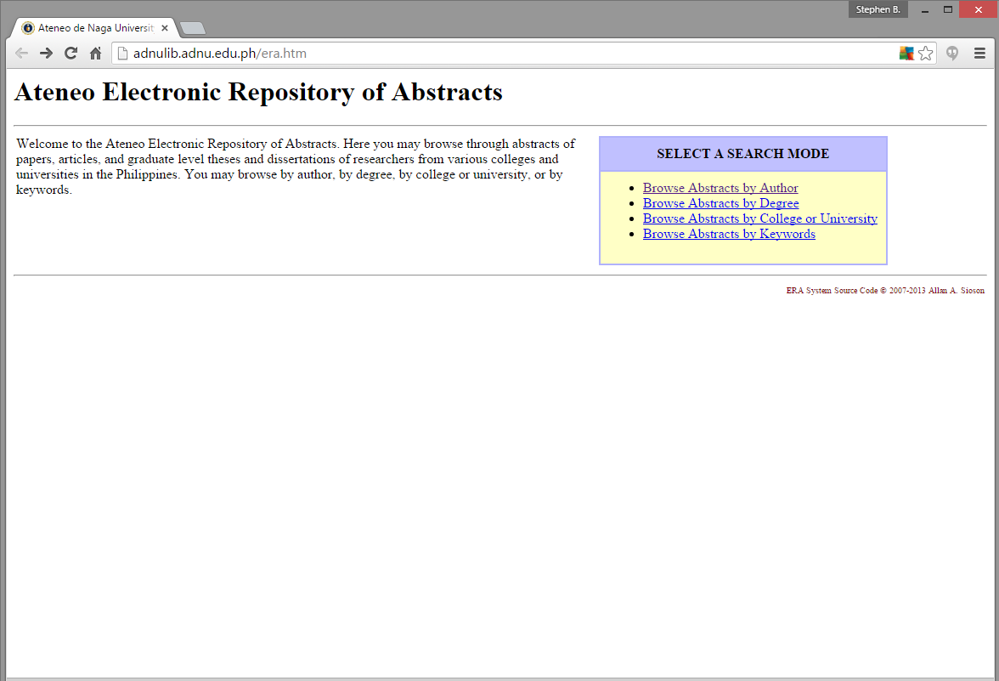 Stephen B.
Ateneo de Naga Universit
adnulib.adnu.edu.ph/era.htm
Ateneo Electronic Repository of Abstracts
Welcome to the Ateneo Electronic Repository of Abstracts. Here you may browse through abstracts of
papers, articles, and graduate level theses and dissertations of researchers from various colleges and
universities in the Philippines. You may browse by author, by degree, by college or university, or by
keywords.
SELECT A SEARCH MODE
Browse Abstracts by Author
Browse Abstracts by Degree
Browse Abstracts by College or University
Browse Abstracts by Keywords
ERA System Source Code © 2007-2013 Allan A. Sioson